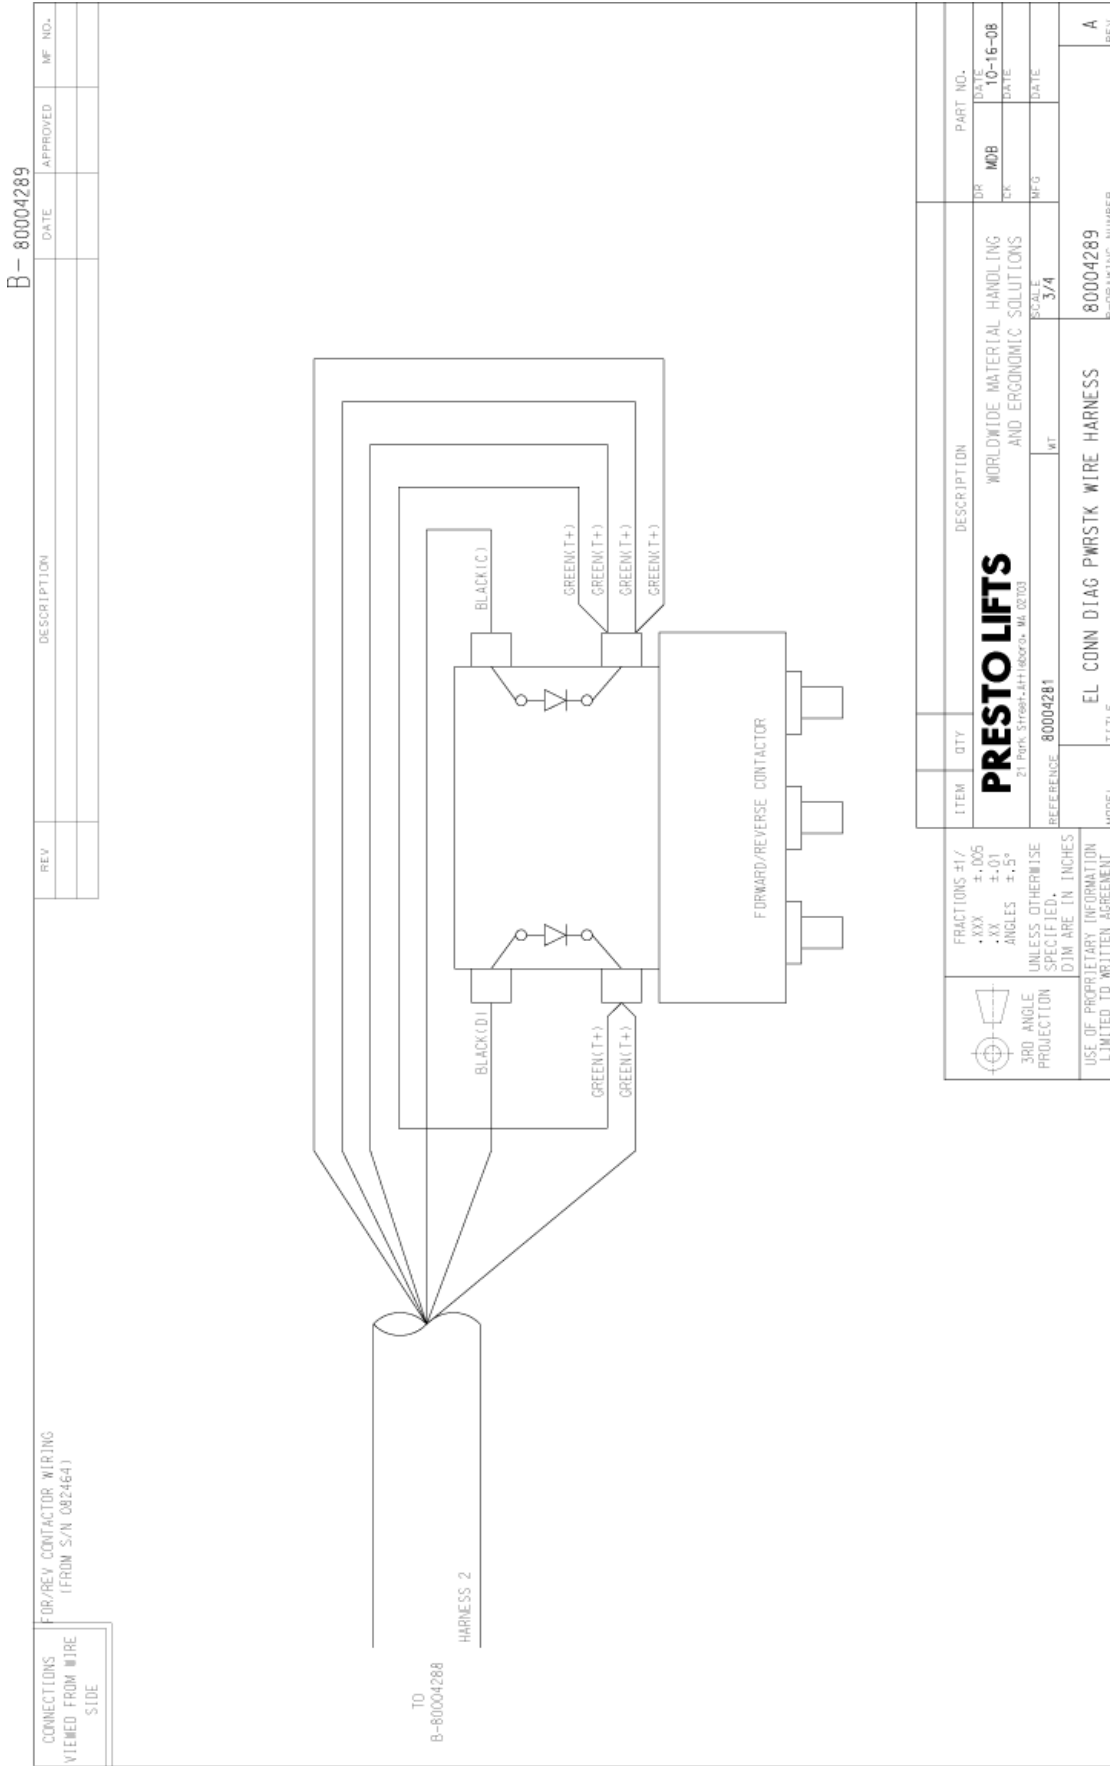 B- 80004289
REV DESCRIPTION DATE APPROVED MF NO.
CONNECTIONS
VIEWED FROM WIRE
SIDE
FOR/REV CONTACTOR WIRING
(FROM S/N 082464)
TO
B-80004288
HARNESS 2
BLACK(D)
GREEN(T+)
GREEN(T+)
BLACK(C)
GREEN(T+)
GREEN(T+)
GREEN(T+)
GREEN(T+)
FORWARD/REVERSE CONTACTOR
3RD ANGLE
PROJECTION
FRACTIONS ±1/
.XXX ±.005
.XX ±.01
ANGLES ±.5°
UNLESS OTHERWISE
SPECIFIED.
DIM ARE IN INCHES
USE OF PROPRIETARY INFORMATION
LIMITED TO WRITTEN AGREEMENT
ITEM QTY DESCRIPTION PART NO.
PRESTO LIFTS
21 Park Street.Attleboro, MA 02703
WORLDWIDE MATERIAL HANDLING
AND ERGONOMIC SOLUTIONS
DR MDB DATE 10-16-08
CK DATE
MFG DATE
REFERENCE 80004281
WT
SCALE 3/4
MODEL
TITLE
EL CONN DIAG PWRSTK WIRE HARNESS
80004289
B-DRAWING NUMBER
A
REV